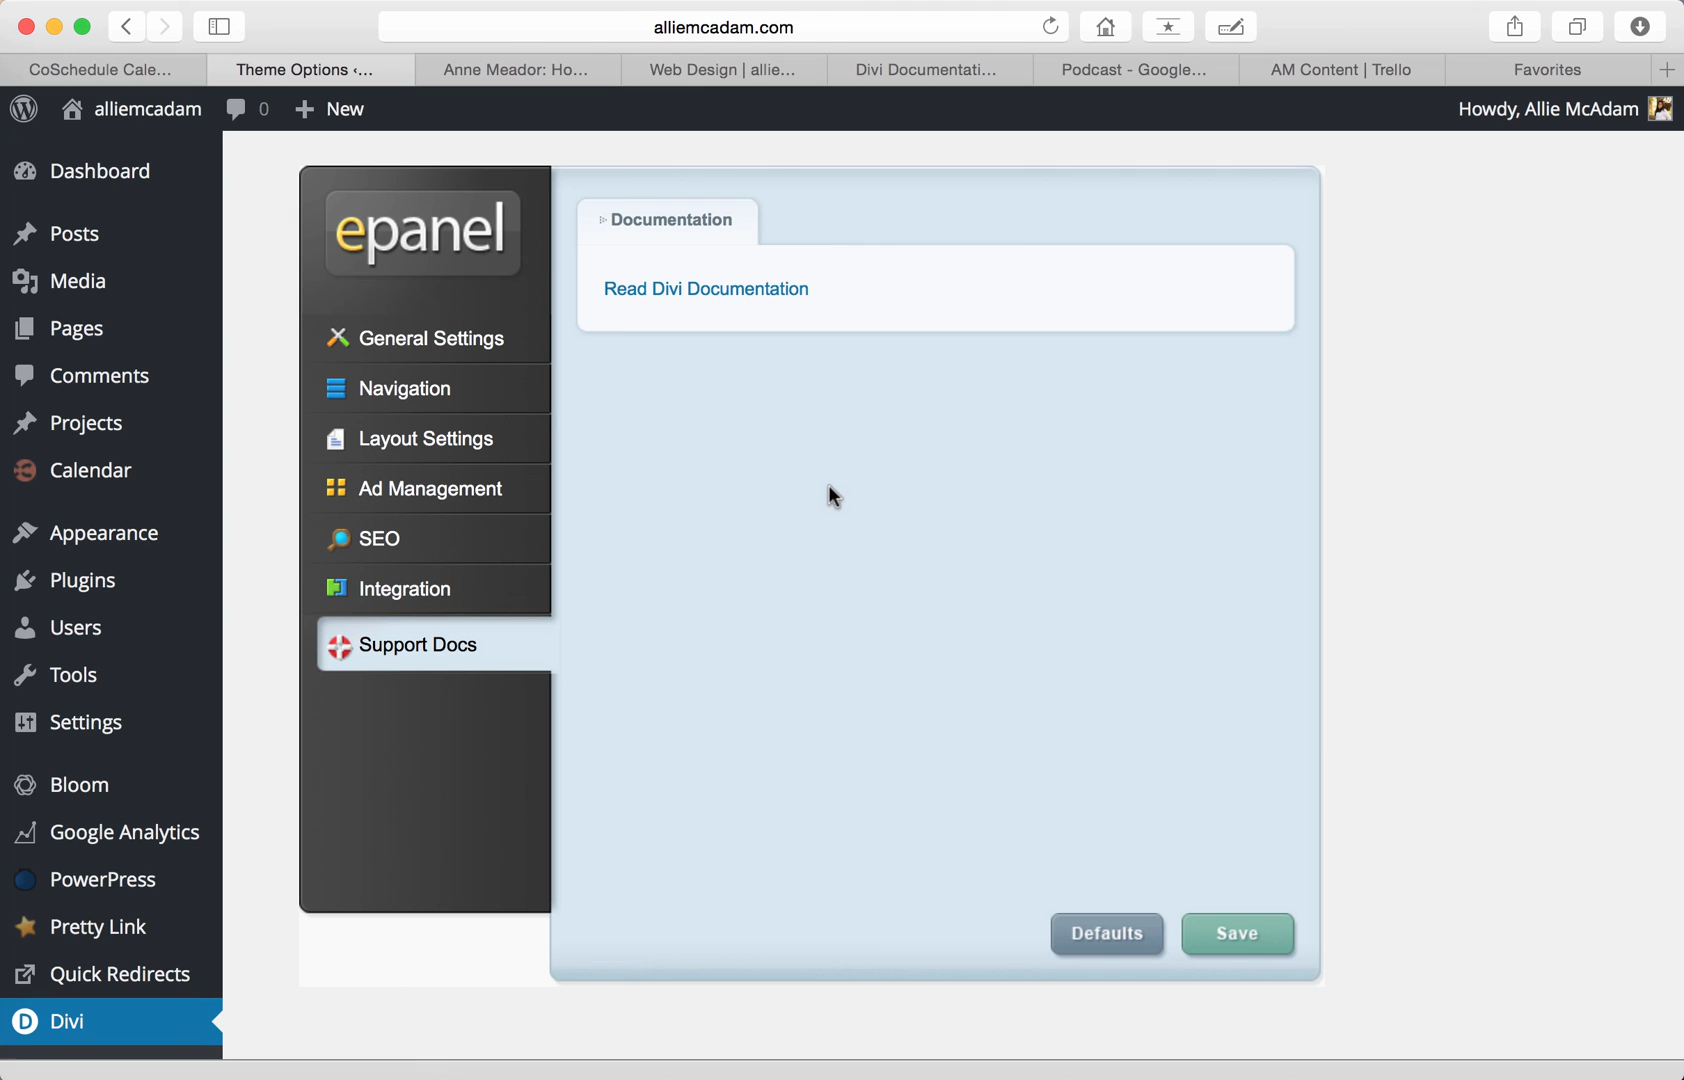 alliemcadam.com
CoSchedule Cale...
Theme Options ‹...
Anne Meador: Ho...
Web Design | allie...
Divi Documentati...
Podcast - Google...
AM Content | Trello
Favorites
alliemcadam
0
New
Howdy, Allie McAdam
Dashboard
Posts
Media
Pages
Comments
Projects
Calendar
Appearance
Plugins
Users
Tools
Settings
Bloom
Google Analytics
PowerPress
Pretty Link
Quick Redirects
D Divi
epanel
General Settings
Navigation
Layout Settings
Ad Management
SEO
Integration
Support Docs
Documentation
Read Divi Documentation
Defaults
Save